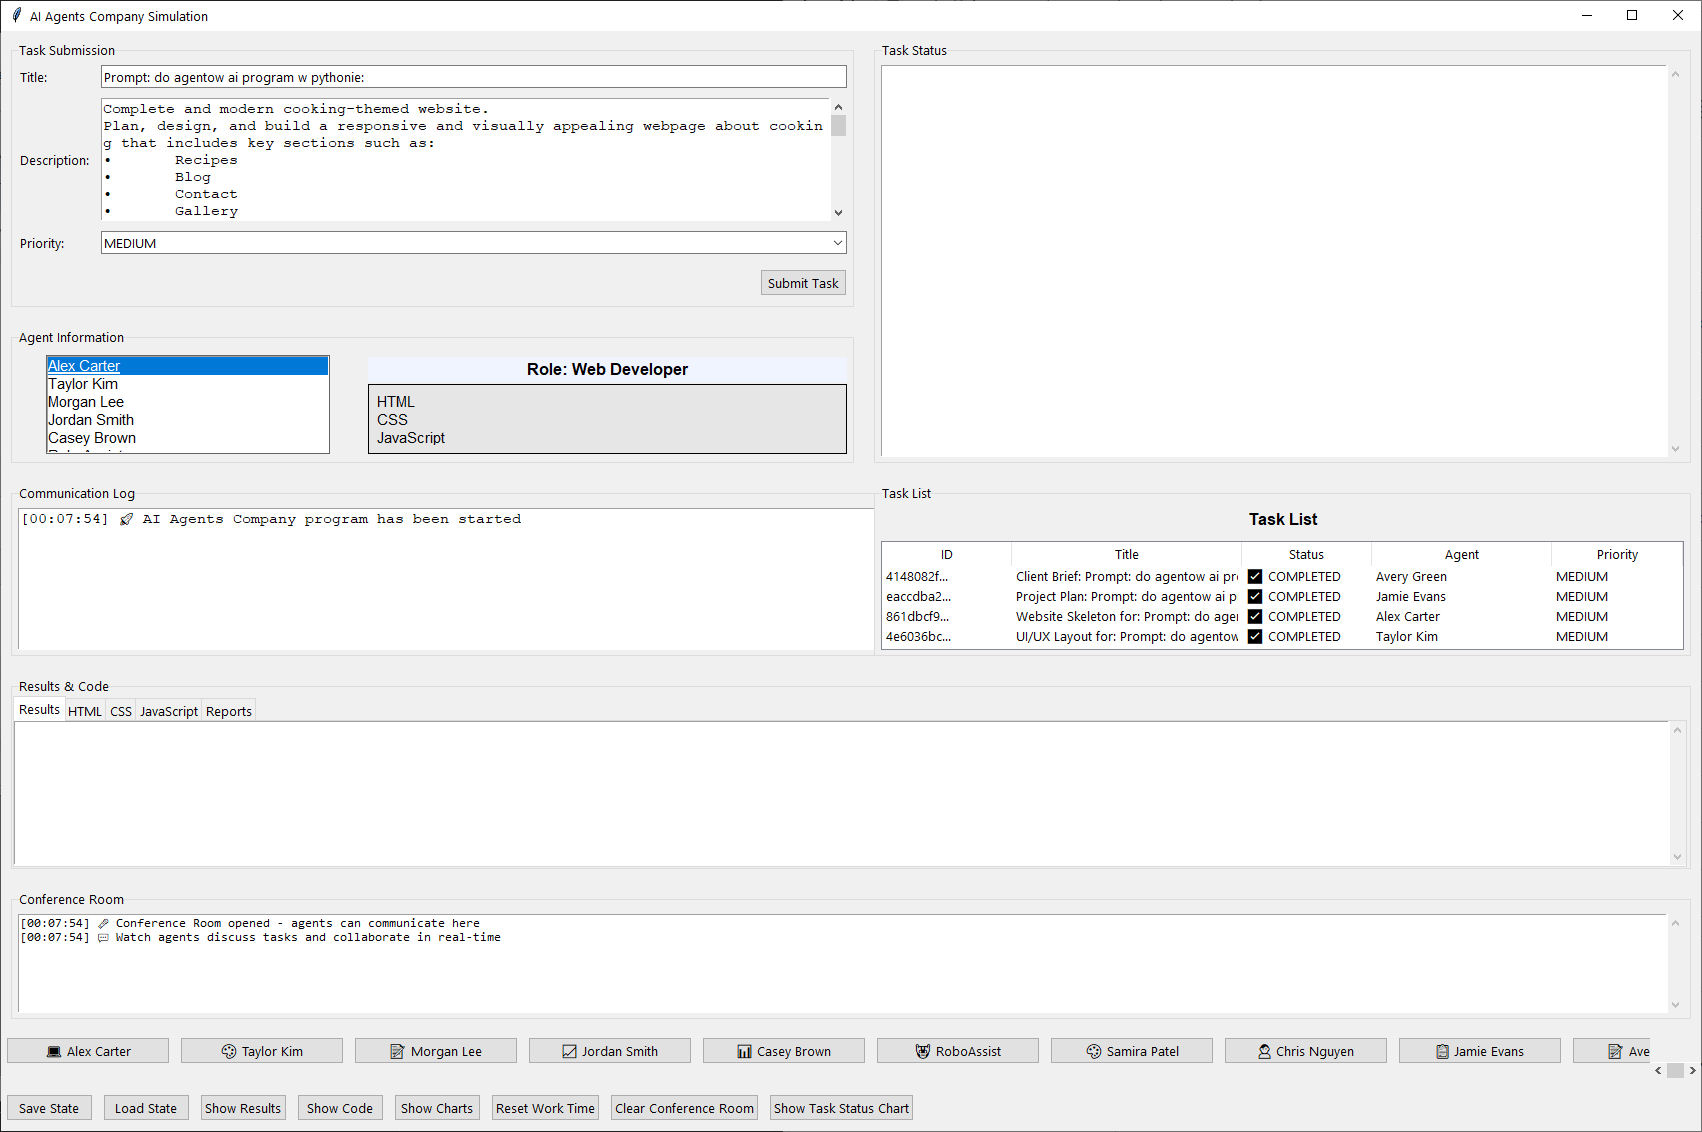 AI Agents Company Simulation
Task Submission
Title:
Prompt: do agentow ai program w pythonie:
Description:
Complete and modern cooking-themed website.
Plan, design, and build a responsive and visually appealing webpage about cookin
g that includes key sections such as:
• Recipes
• Blog
• Contact
• Gallery
Priority:
MEDIUM
Submit Task
Task Status
Agent Information
Alex Carter
Taylor Kim
Morgan Lee
Jordan Smith
Casey Brown
Role: Web Developer
HTML
CSS
JavaScript
Communication Log
[00:07:54] 🚀 AI Agents Company program has been started
Task List
Task List
ID Title Status Agent Priority
4148082f... Client Brief: Prompt: do agentow ai pr COMPLETED Avery Green MEDIUM
eaccdba2... Project Plan: Prompt: do agentow ai p COMPLETED Jamie Evans MEDIUM
861dbcf9... Website Skeleton for: Prompt: do agen COMPLETED Alex Carter MEDIUM
4e6036bc... UI/UX Layout for: Prompt: do agentow COMPLETED Taylor Kim MEDIUM
Results & Code
Results HTML CSS JavaScript Reports
Conference Room
[00:07:54] Conference Room opened - agents can communicate here
[00:07:54] 💬 Watch agents discuss tasks and collaborate in real-time
Alex Carter Taylor Kim Morgan Lee Jordan Smith Casey Brown RoboAssist Samira Patel Chris Nguyen Jamie Evans Ave
Save State Load State Show Results Show Code Show Charts Reset Work Time Clear Conference Room Show Task Status Chart